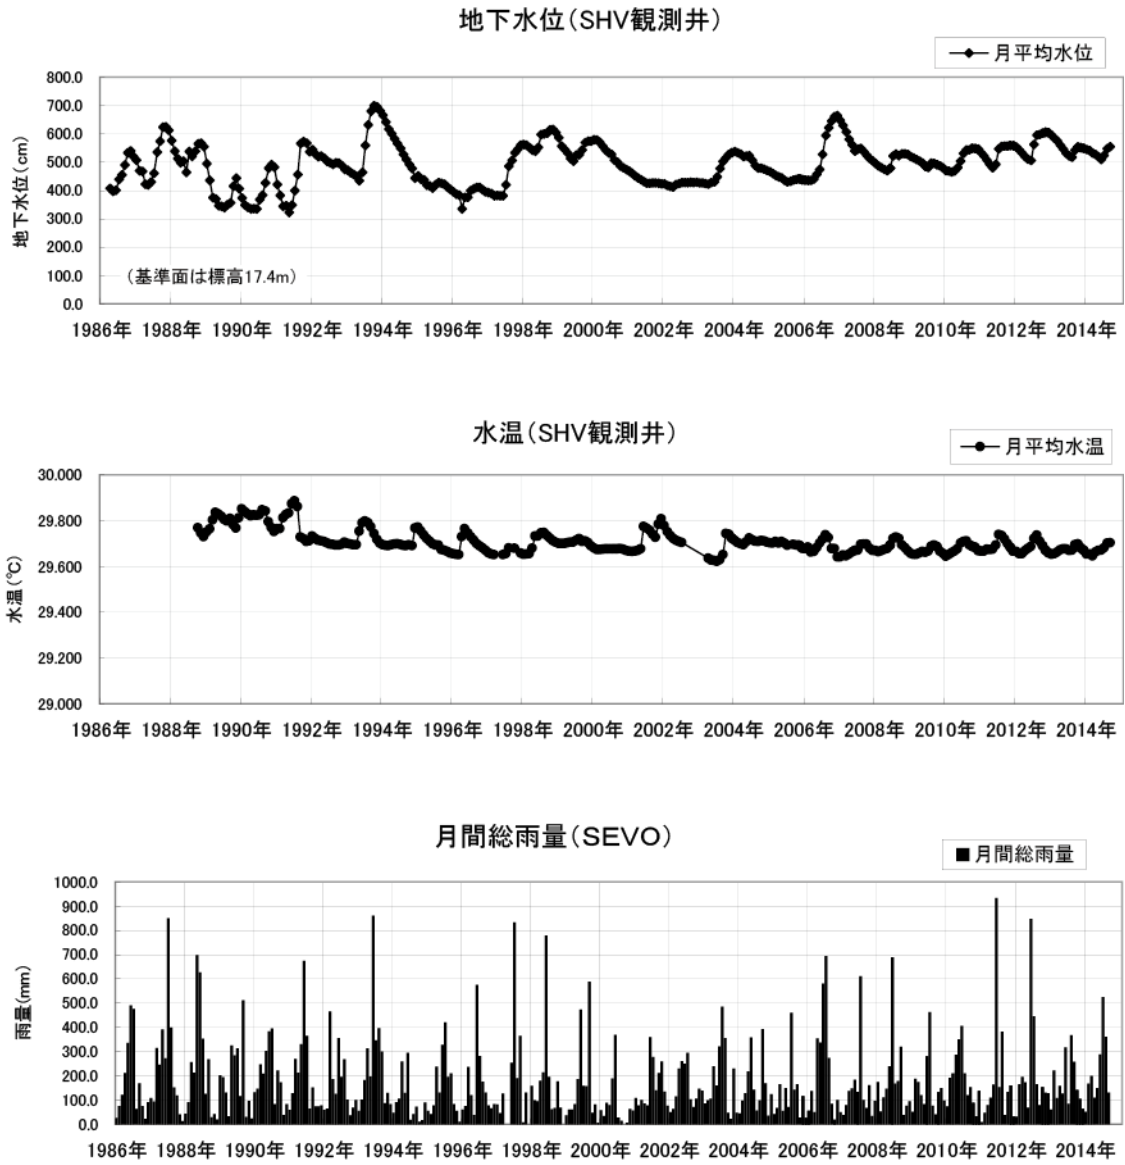 地下水位（SHV観測井）
月平均水位
800.0
700.0
600.0
500.0
400.0
300.0
200.0
100.0
0.0
地下水位（cm）
（基準面は標高17.4m）
1986年 1988年 1990年 1992年 1994年 1996年 1998年 2000年 2002年 2004年 2006年 2008年 2010年 2012年 2014年
水温（SHV観測井）
月平均水温
30.000
29.800
29.600
29.400
29.200
29.000
水温（℃）
1986年 1988年 1990年 1992年 1994年 1996年 1998年 2000年 2002年 2004年 2006年 2008年 2010年 2012年 2014年
月間総雨量（SEVO）
月間総雨量
1000.0
900.0
800.0
700.0
600.0
500.0
400.0
300.0
200.0
100.0
0.0
雨量（mm）
1986年 1988年 1990年 1992年 1994年 1996年 1998年 2000年 2002年 2004年 2006年 2008年 2010年 2012年 2014年